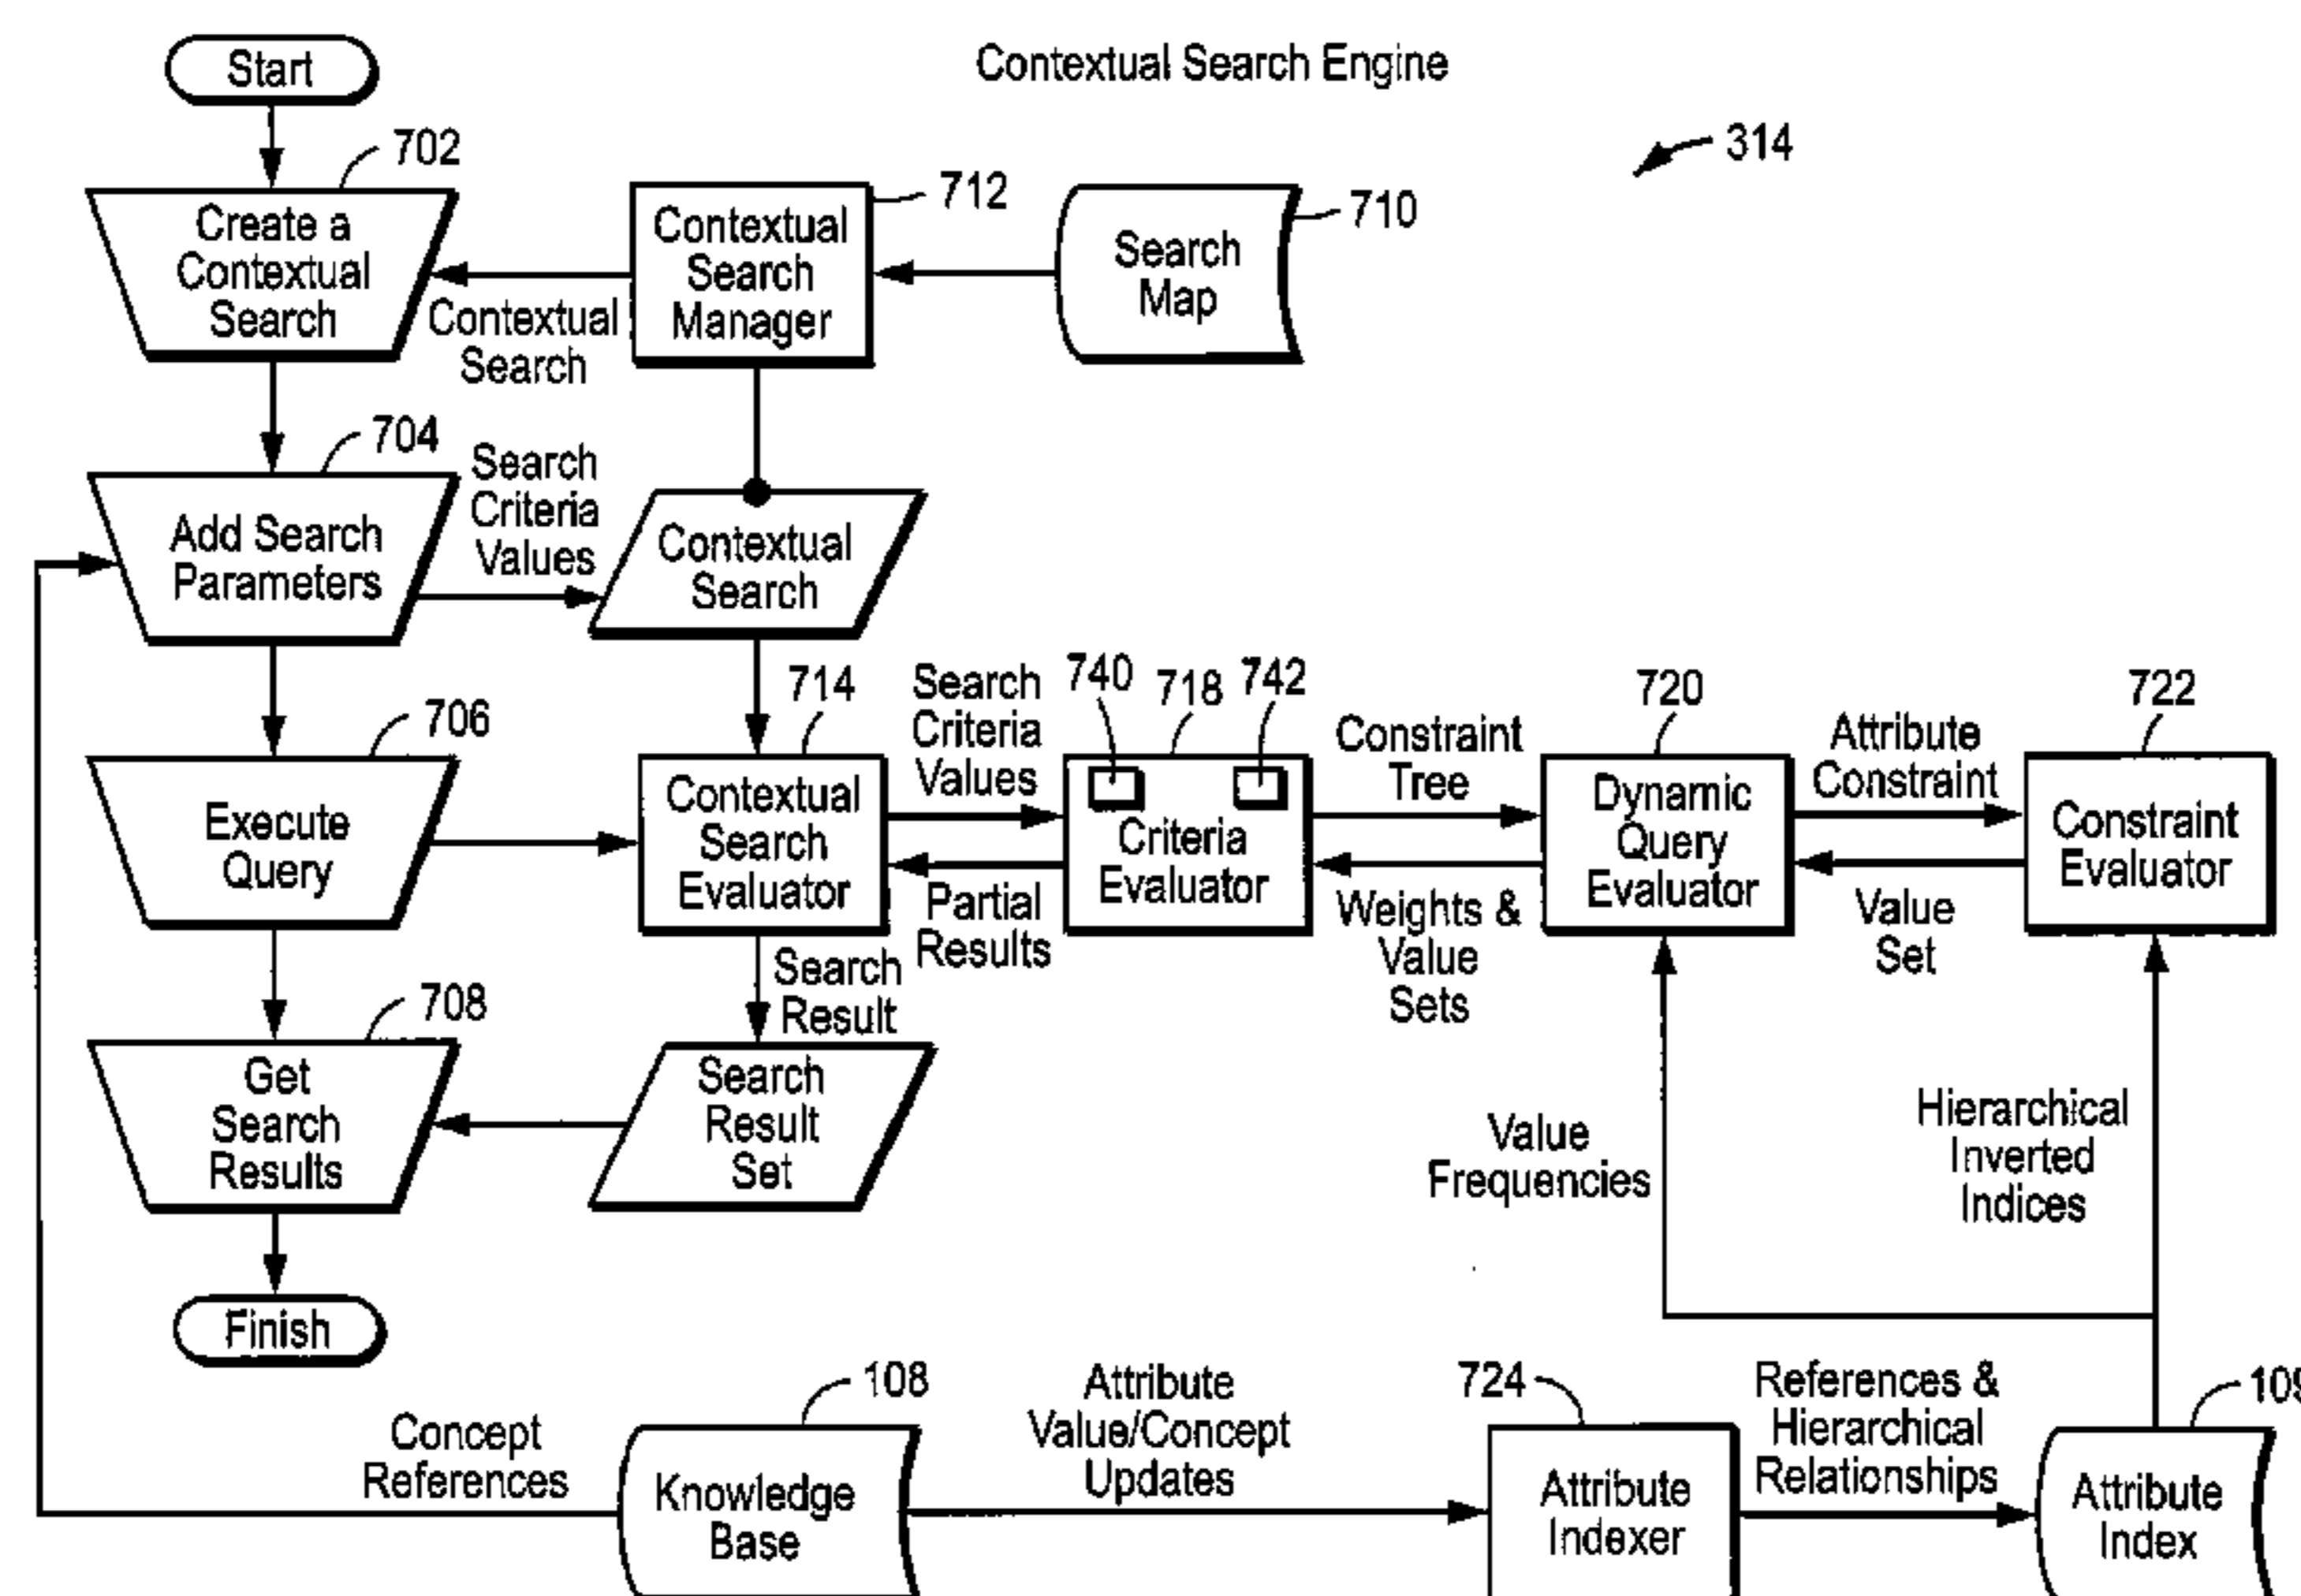 Contextual Search Engine
314
Start
702
Create a
Contextual
Search
712
Contextual
Search
Manager
710
Search
Map
Contextual
Search
704
Add Search
Parameters
Search
Criteria
Values
Contextual
Search
706
Execute
Query
714
Contextual
Search
Evaluator
Search
Criteria
Values
Partial
Results
740
718
742
Criteria
Evaluator
Constraint
Tree
Weights &
Value
Sets
720
Dynamic
Query
Evaluator
Attribute
Constraint
Value
Set
722
Constraint
Evaluator
Search
Result
708
Get
Search
Results
Search
Result
Set
Value
Frequencies
Hierarchical
Inverted
Indices
Finish
Concept
References
108
Knowledge
Base
Attribute
Value/Concept
Updates
724
Attribute
Indexer
References &
Hierarchical
Relationships
109
Attribute
Index